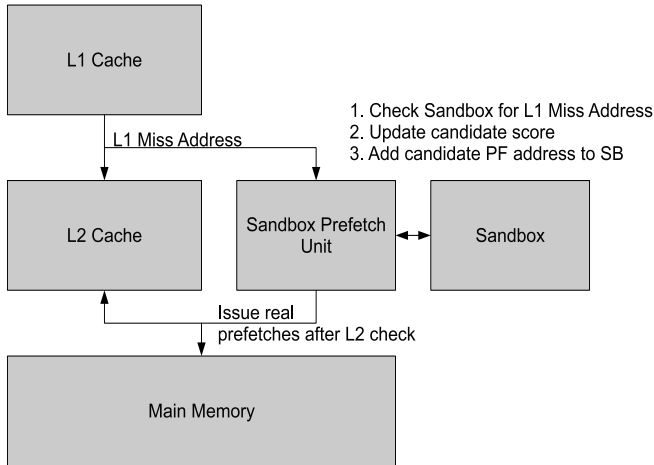 L1 Cache
1. Check Sandbox for L1 Miss Address
2. Update candidate score
3. Add candidate PF address to SB
L1 Miss Address
L2 Cache
Sandbox Prefetch
Unit
Sandbox
Issue real
prefetches after L2 check
Main Memory